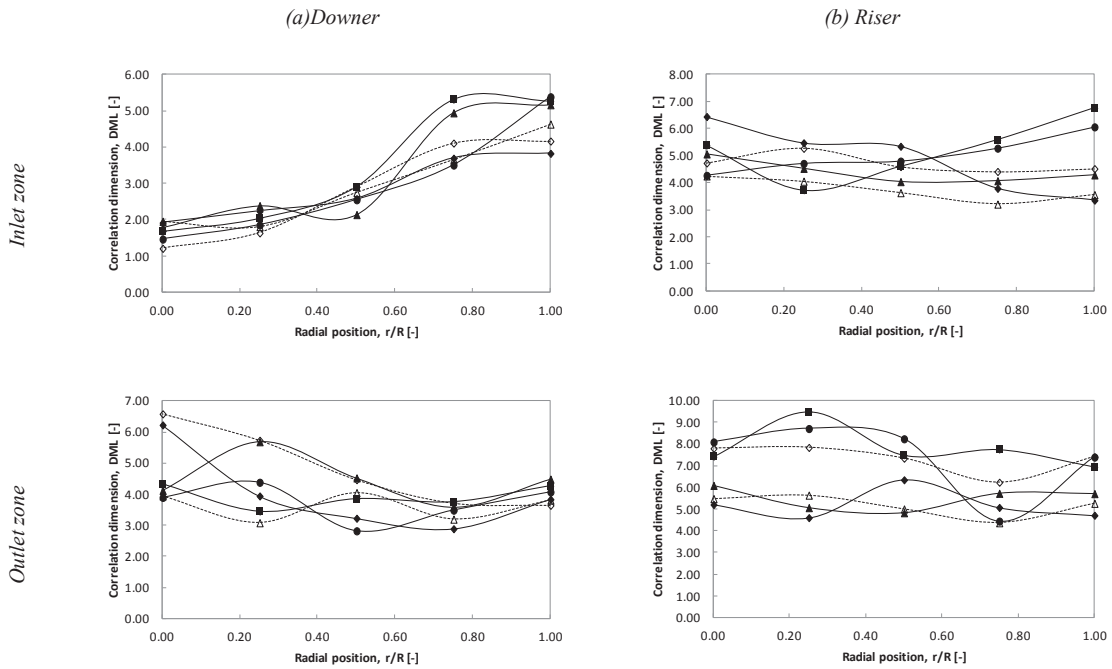 (a)Downer
(b) Riser
Inlet zone
Correlation dimension, DML [-]
6.00
5.00
4.00
3.00
2.00
1.00
0.00
0.00 0.20 0.40 0.60 0.80 1.00
Radial position, r/R [-]
Correlation dimension, DML [-]
8.00
7.00
6.00
5.00
4.00
3.00
2.00
1.00
0.00
0.00 0.20 0.40 0.60 0.80 1.00
Radial position, r/R [-]
Outlet zone
Correlation dimension, DML [-]
7.00
6.00
5.00
4.00
3.00
2.00
1.00
0.00
0.00 0.20 0.40 0.60 0.80 1.00
Radial position, r/R [-]
Correlation dimension, DML [-]
10.00
9.00
8.00
7.00
6.00
5.00
4.00
3.00
2.00
1.00
0.00
0.00 0.20 0.40 0.60 0.80 1.00
Radial position, r/R [-]